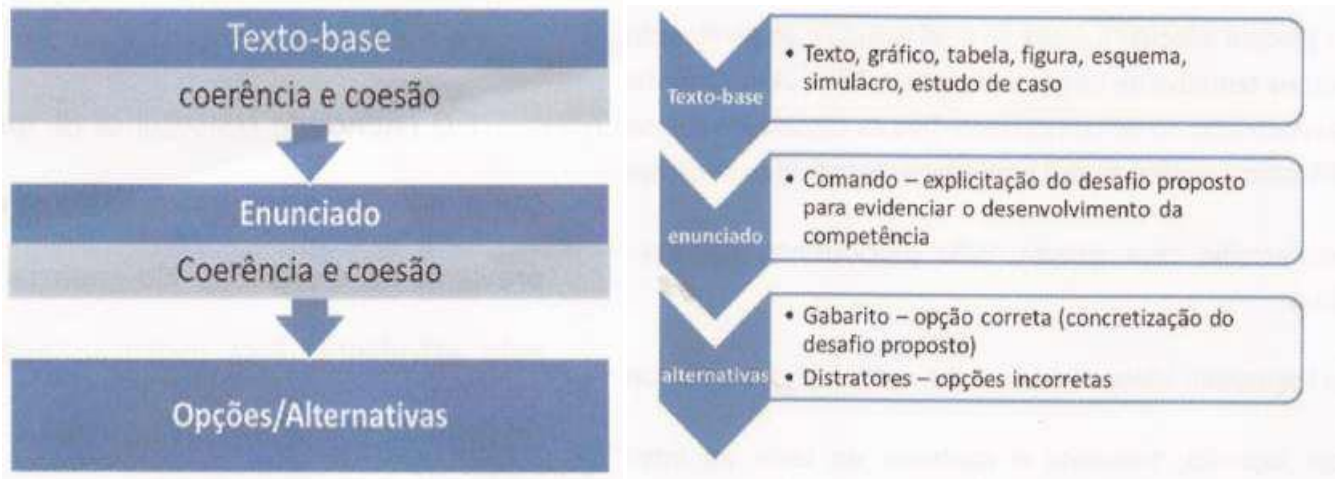 Texto-base
coerência e coesão
Enunciado
Coerência e coesão
Opções/Alternativas
Texto-base
• Texto, gráfico, tabela, figura, esquema,
simulacro, estudo de caso
enunciado
• Comando – explicitação do desafio proposto
para evidenciar o desenvolvimento da
competência
alternativas
• Gabarito – opção correta (concretização do
desafio proposto)
• Distratores – opções incorretas